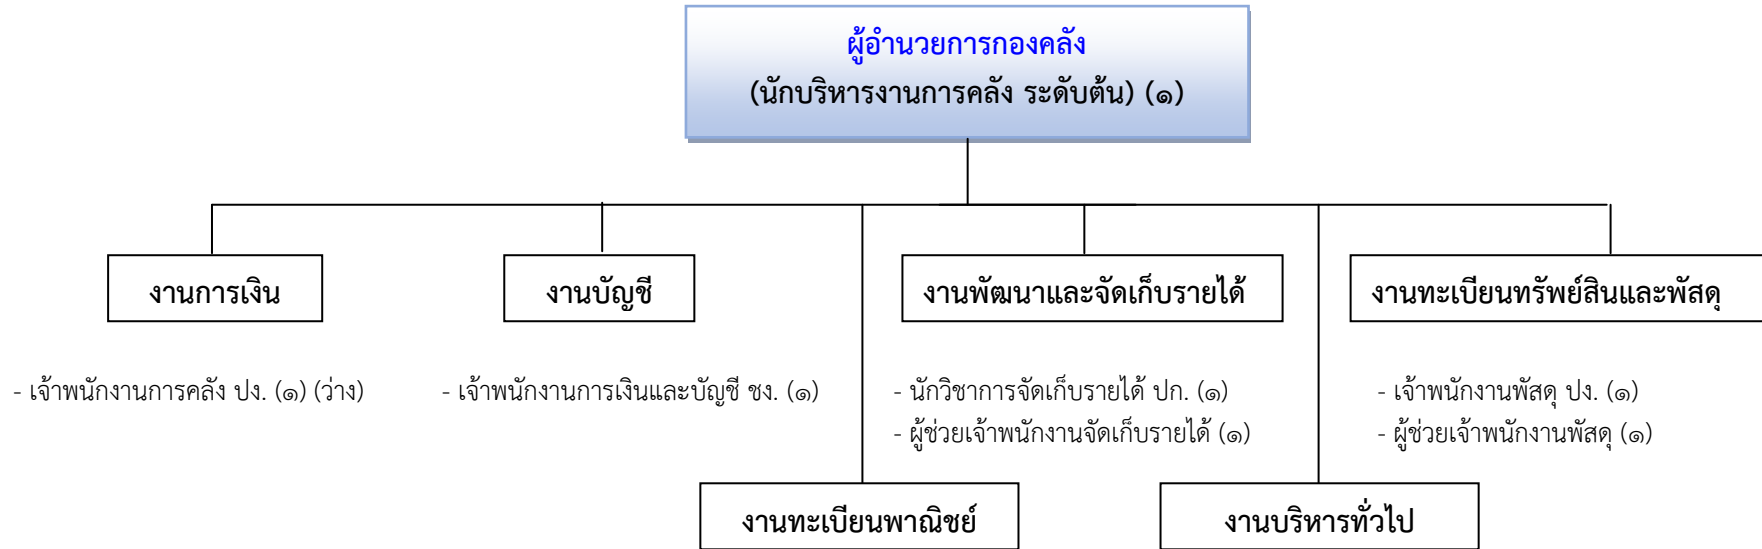 ผู้อำนวยการกองคลัง
(นักบริหารงานการคลัง ระดับต้น) (๑)
งานการเงิน
งานบัญชี
งานพัฒนาและจัดเก็บรายได้
งานทะเบียนทรัพย์สินและพัสดุ
- เจ้าพนักงานการคลัง ปง. (๑) (ว่าง)
- เจ้าพนักงานการเงินและบัญชี ชง. (๑)
- นักวิชาการจัดเก็บรายได้ ปก. (๑)
- ผู้ช่วยเจ้าพนักงานจัดเก็บรายได้ (๑)
- เจ้าพนักงานพัสดุ ปง. (๑)
- ผู้ช่วยเจ้าพนักงานพัสดุ (๑)
งานทะเบียนพาณิชย์
งานบริหารทั่วไป